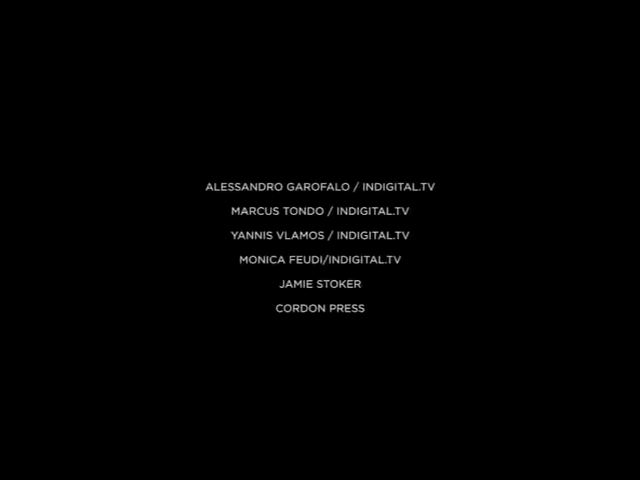 ALESSANDRO GAROFALO / INDIGITAL.TV
MARCUS TONDO / INDIGITAL.TV
YANNIS VLAMOS / INDIGITAL.TV
MONICA FEUDI/INDIGITAL.TV
JAMIE STOKER
CORDON PRESS